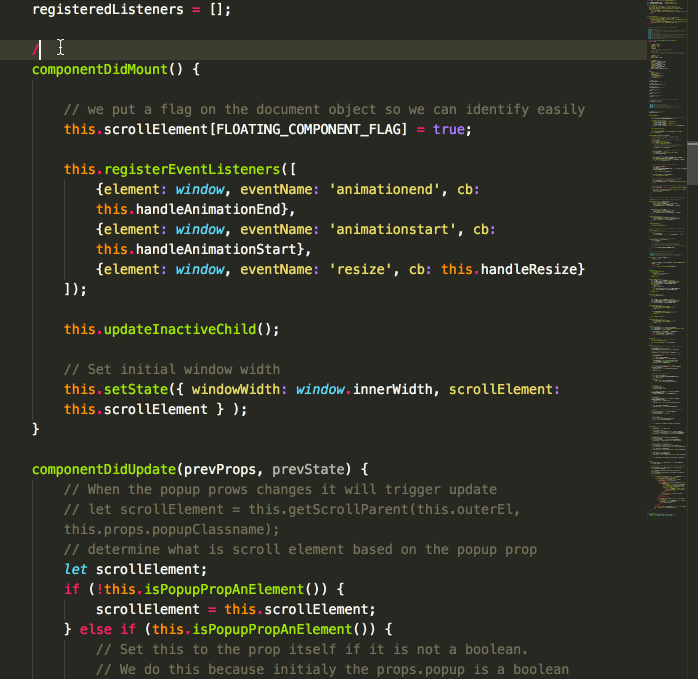 registeredListeners = [];
/
componentDidMount() {
// we put a flag on the document object so we can identify easily
this.scrollElement[FLOATING_COMPONENT_FLAG] = true;
this.registerEventListeners([
{element: window, eventName: 'animationend', cb:
this.handleAnimationEnd},
{element: window, eventName: 'animationstart', cb:
this.handleAnimationStart},
{element: window, eventName: 'resize', cb: this.handleResize}
]);
this.updateInactiveChild();
// Set initial window width
this.setState({ windowWidth: window.innerWidth, scrollElement:
this.scrollElement } );
}
componentDidUpdate(prevProps, prevState) {
// When the popup prows changes it will trigger update
// let scrollElement = this.getScrollParent(this.outerEl,
this.props.popupClassname);
// determine what is scroll element based on the popup prop
let scrollElement;
if (!this.isPopupPropAnElement()) {
scrollElement = this.scrollElement;
} else if (this.isPopupPropAnElement()) {
// Set this to the prop itself if it is not a boolean.
// We do this because initialy the props.popup is a boolean